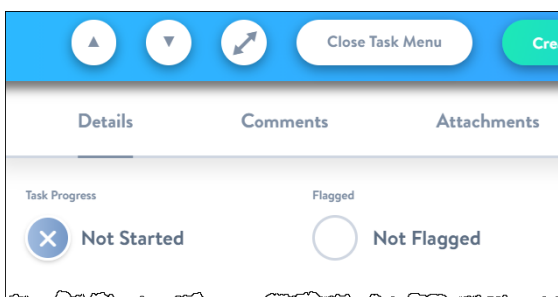 Close Task Menu
Details Comments Attachments
Task Progress Flagged
Not Started Not Flagged